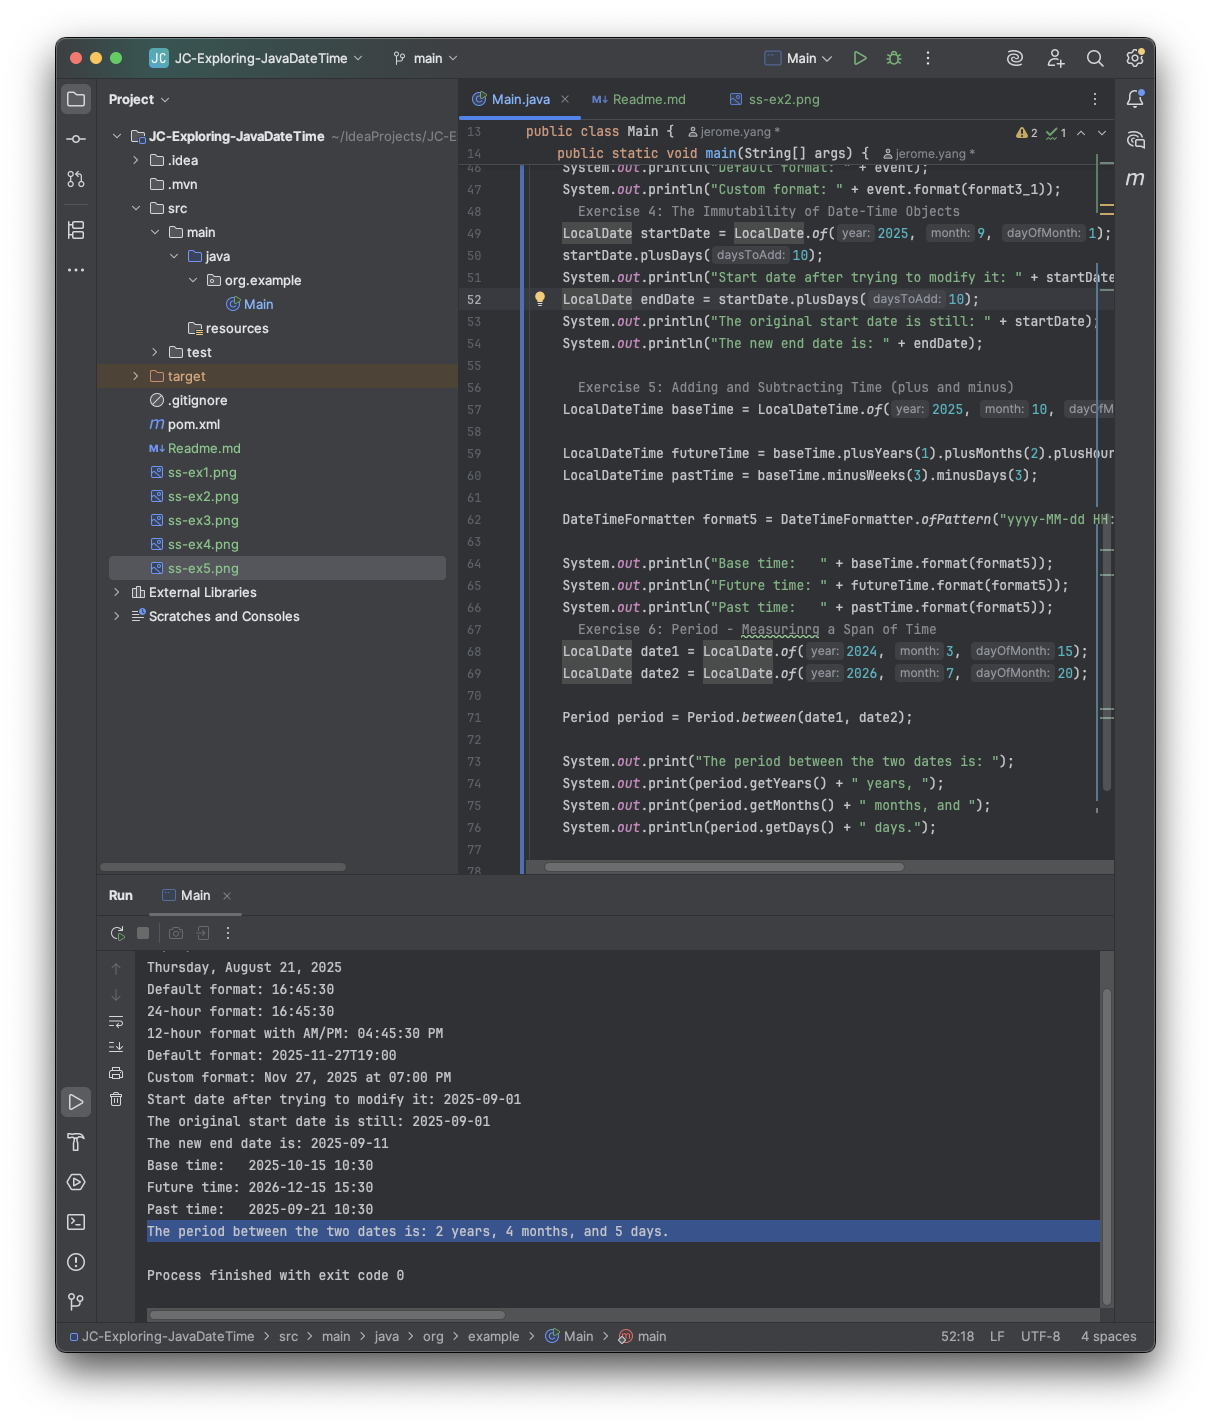 JC JC-Exploring-JavaDateTime main Main
Project
JC-Exploring-JavaDateTime ~/IdeaProjects/JC-E
.idea
.mvn
src
main
java
org.example
Main
resources
test
target
.gitignore
pom.xml
Readme.md
ss-ex1.png
ss-ex2.png
ss-ex3.png
ss-ex4.png
ss-ex5.png
External Libraries
Scratches and Consoles
Main.java Readme.md ss-ex2.png
13 public class Main { jerome.yang *
2 1
14 public static void main(String[] args) { jerome.yang *
46 System.out.println("Default format: " + event);
47 System.out.println("Custom format: " + event.format(format3_1));
48 Exercise 4: The Immutability of Date-Time Objects
49 LocalDate startDate = LocalDate.of( year: 2025, month: 9, dayOfMonth: 1);
50 startDate.plusDays( daysToAdd: 10);
51 System.out.println("Start date after trying to modify it: " + startDate
52 LocalDate endDate = startDate.plusDays( daysToAdd: 10);
53 System.out.println("The original start date is still: " + startDate);
54 System.out.println("The new end date is: " + endDate);
55
56 Exercise 5: Adding and Subtracting Time (plus and minus)
57 LocalDateTime baseTime = LocalDateTime.of( year: 2025, month: 10, dayOfM
58
59 LocalDateTime futureTime = baseTime.plusYears(1).plusMonths(2).plusHour
60 LocalDateTime pastTime = baseTime.minusWeeks(3).minusDays(3);
61
62 DateTimeFormatter format5 = DateTimeFormatter.ofPattern("yyyy-MM-dd HH:
63
64 System.out.println("Base time:   " + baseTime.format(format5));
65 System.out.println("Future time: " + futureTime.format(format5));
66 System.out.println("Past time:   " + pastTime.format(format5));
67 Exercise 6: Period - Measurinrg a Span of Time
68 LocalDate date1 = LocalDate.of( year: 2024, month: 3, dayOfMonth: 15);
69 LocalDate date2 = LocalDate.of( year: 2026, month: 7, dayOfMonth: 20);
70
71 Period period = Period.between(date1, date2);
72
73 System.out.print("The period between the two dates is: ");
74 System.out.print(period.getYears() + " years, ");
75 System.out.print(period.getMonths() + " months, and ");
76 System.out.println(period.getDays() + " days.");
77
78
Run Main
Thursday, August 21, 2025
Default format: 16:45:30
24-hour format: 16:45:30
12-hour format with AM/PM: 04:45:30 PM
Default format: 2025-11-27T19:00
Custom format: Nov 27, 2025 at 07:00 PM
Start date after trying to modify it: 2025-09-01
The original start date is still: 2025-09-01
The new end date is: 2025-09-11
Base time:   2025-10-15 10:30
Future time: 2026-12-15 15:30
Past time:   2025-09-21 10:30
The period between the two dates is: 2 years, 4 months, and 5 days.
Process finished with exit code 0
JC-Exploring-JavaDateTime > src > main > java > org > example > Main > main 52:18 LF UTF-8 4 spaces